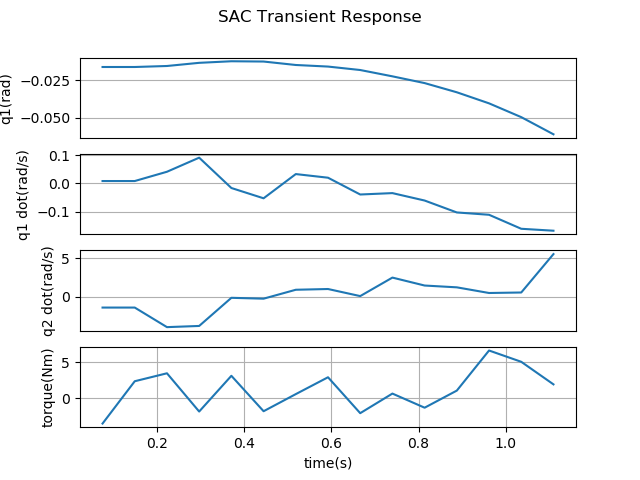 SAC Transient Response
q1(rad)
−0.025
−0.050
q1 dot(rad/s)
0.1
0.0
−0.1
q2 dot(rad/s)
5
0
torque(Nm)
5
0
0.2 0.4 0.6 0.8 1.0
time(s)